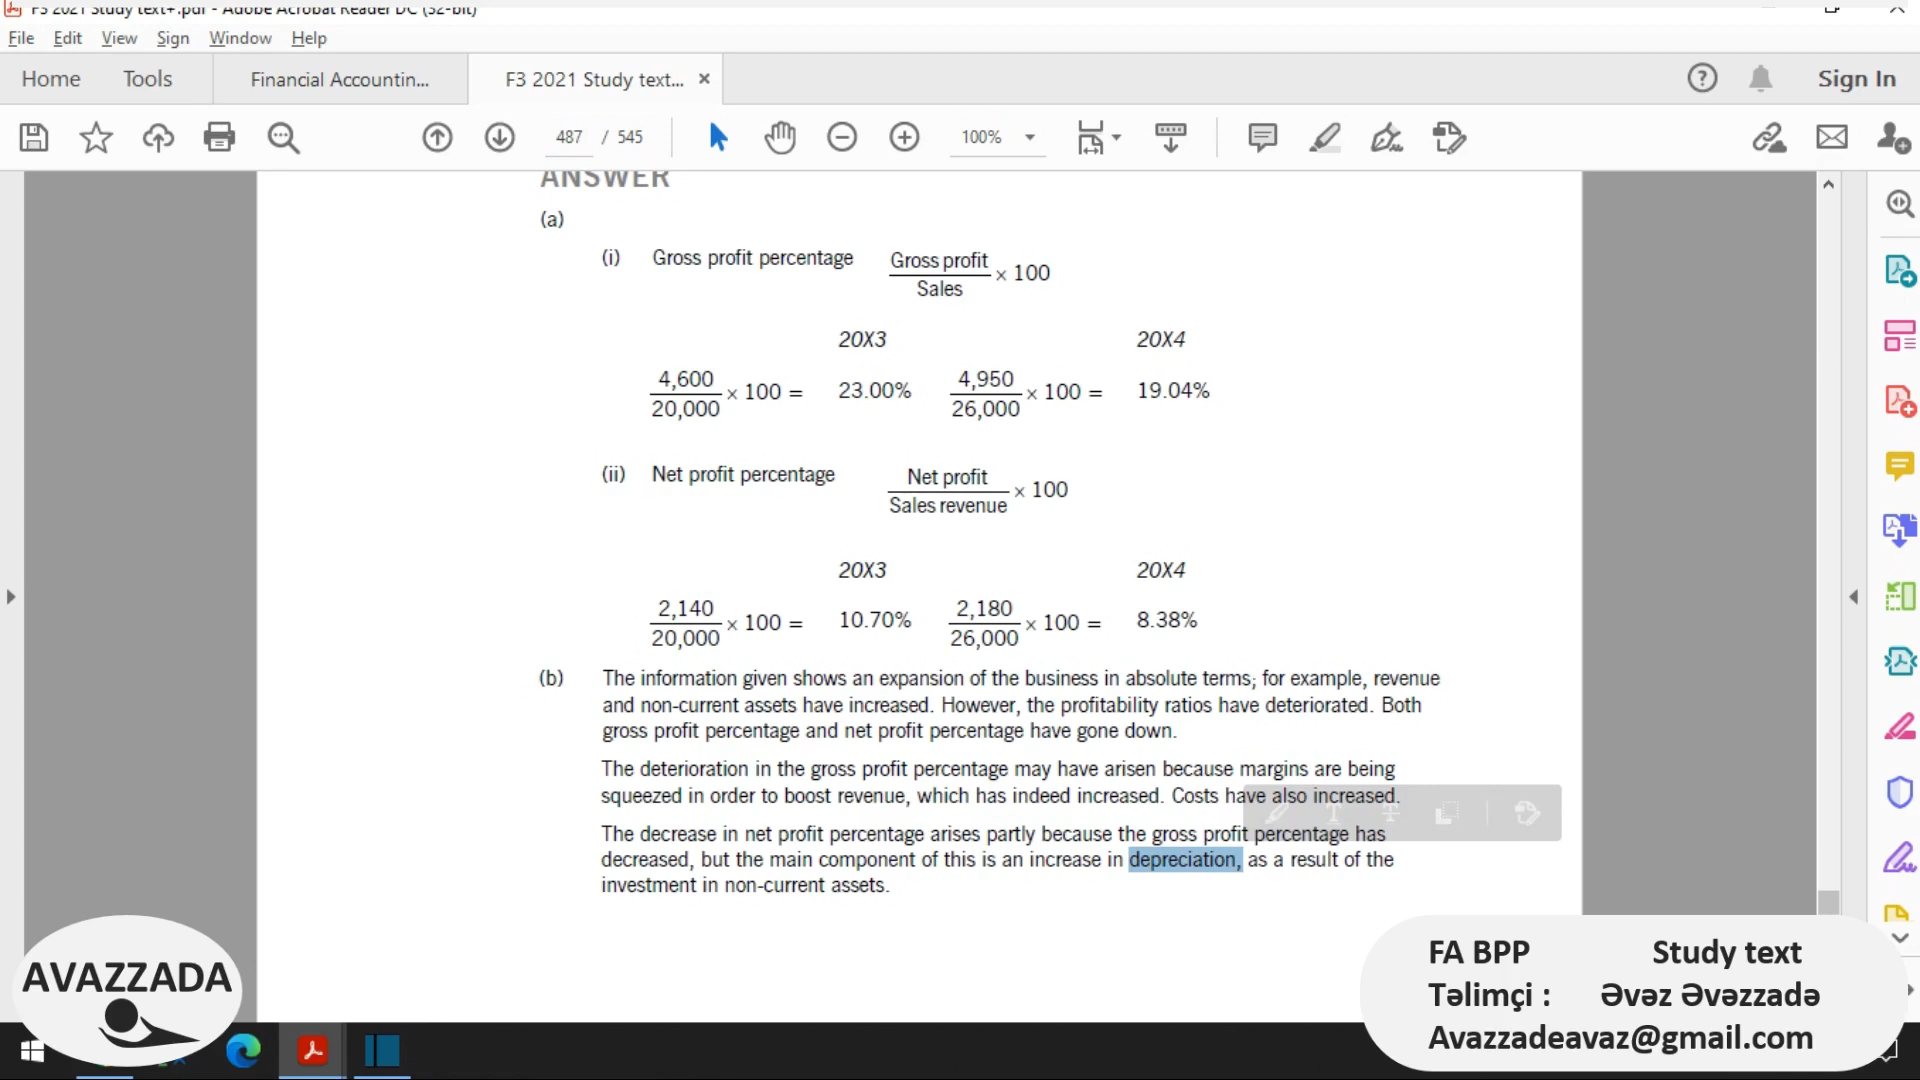 F3 2021 Study text+.pdf - Adobe Acrobat Reader DC (32-bit)
File Edit View Sign Window Help
Home Tools Financial Accountin... F3 2021 Study text... × Sign In
487 / 545 100%
ANSWER
(a)
(i) Gross profit percentage Gross profit / Sales × 100
20X3 20X4
4,600 / 20,000 × 100 = 23.00% 4,950 / 26,000 × 100 = 19.04%
(ii) Net profit percentage Net profit / Sales revenue × 100
20X3 20X4
2,140 / 20,000 × 100 = 10.70% 2,180 / 26,000 × 100 = 8.38%
(b) The information given shows an expansion of the business in absolute terms; for example, revenue
and non-current assets have increased. However, the profitability ratios have deteriorated. Both
gross profit percentage and net profit percentage have gone down.
The deterioration in the gross profit percentage may have arisen because margins are being
squeezed in order to boost revenue, which has indeed increased. Costs have also increased.
The decrease in net profit percentage arises partly because the gross profit percentage has
decreased, but the main component of this is an increase in depreciation, as a result of the
investment in non-current assets.
AVAZZADA
FA BPP Study text
Təlimçi : Əvəz Əvəzzadə
Avazzadeavaz@gmail.com